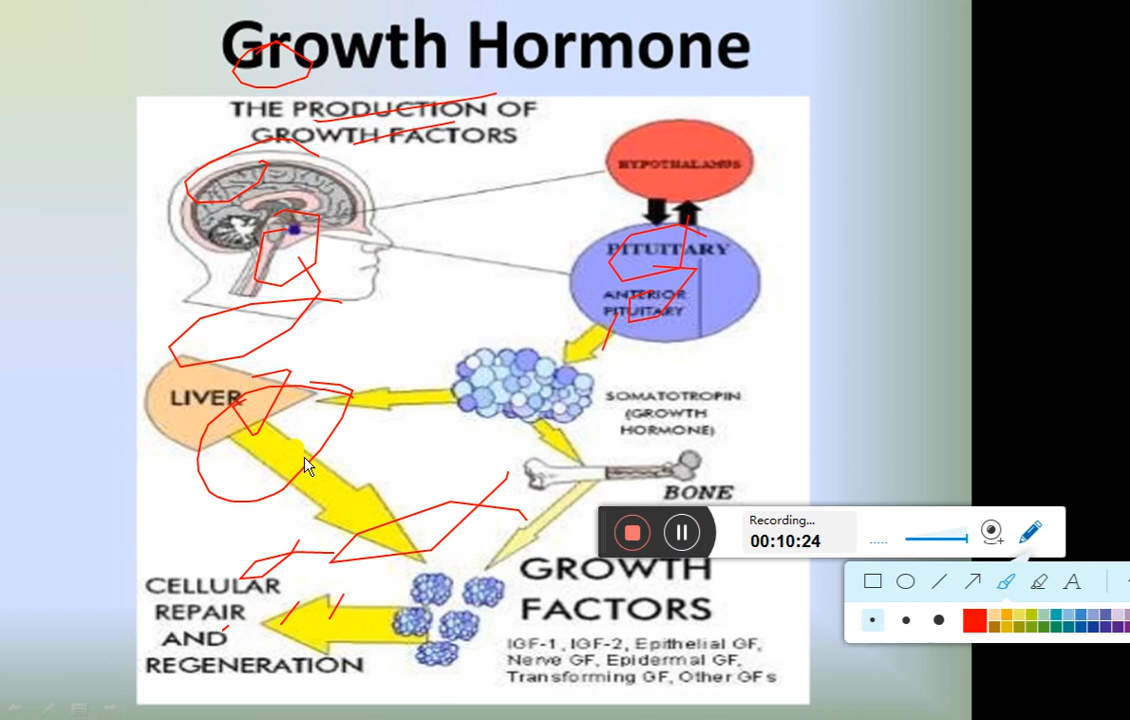 Growth Hormone
THE PRODUCTION OF
GROWTH FACTORS
HYPOTHALAMUS
PITUITARY
ANTERIOR
PITUITARY
LIVER
SOMATOTROPIN
(GROWTH
HORMONE)
BONE
Recording...
00:10:24
GROWTH
FACTORS
CELLULAR
REPAIR
AND
REGENERATION
IGF-1, IGF-2, Epithelial GF,
Nerve GF, Epidermal GF,
Transforming GF, Other GFs
A